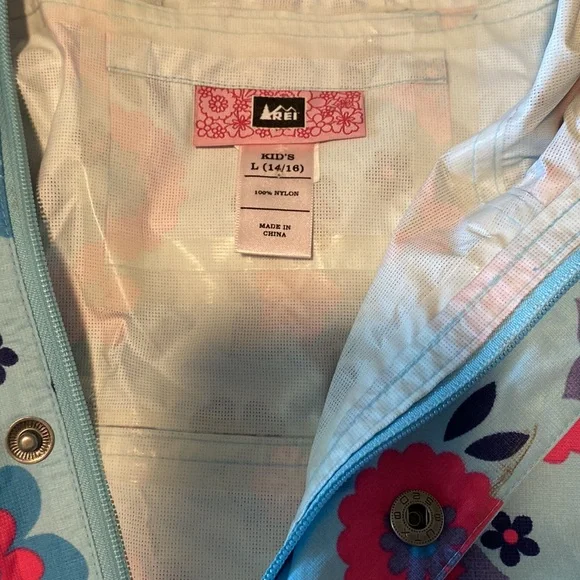 REI
KID'S
L (14/16)
100% NYLON
MADE IN
CHINA